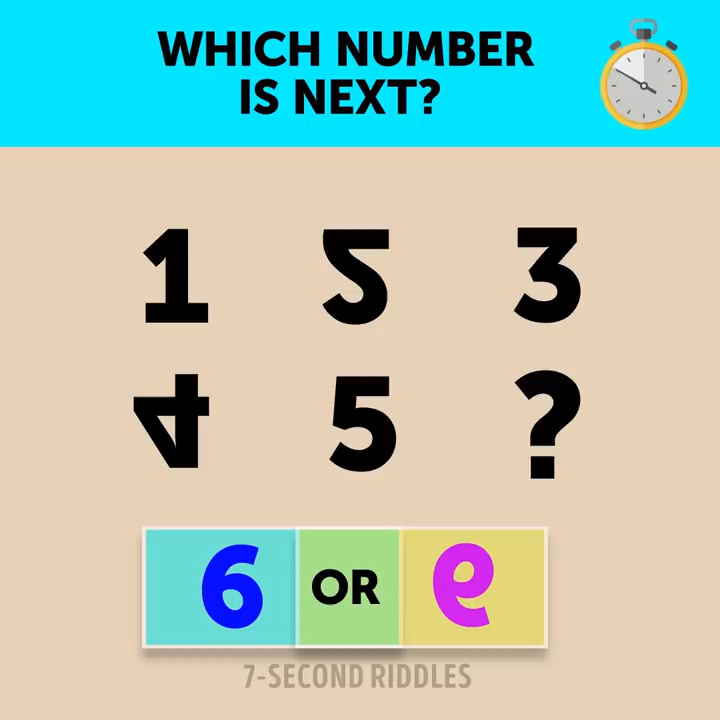 WHICH NUMBER
IS NEXT?
1 2 3
4 5 ?
6 OR 6
7-SECOND RIDDLES